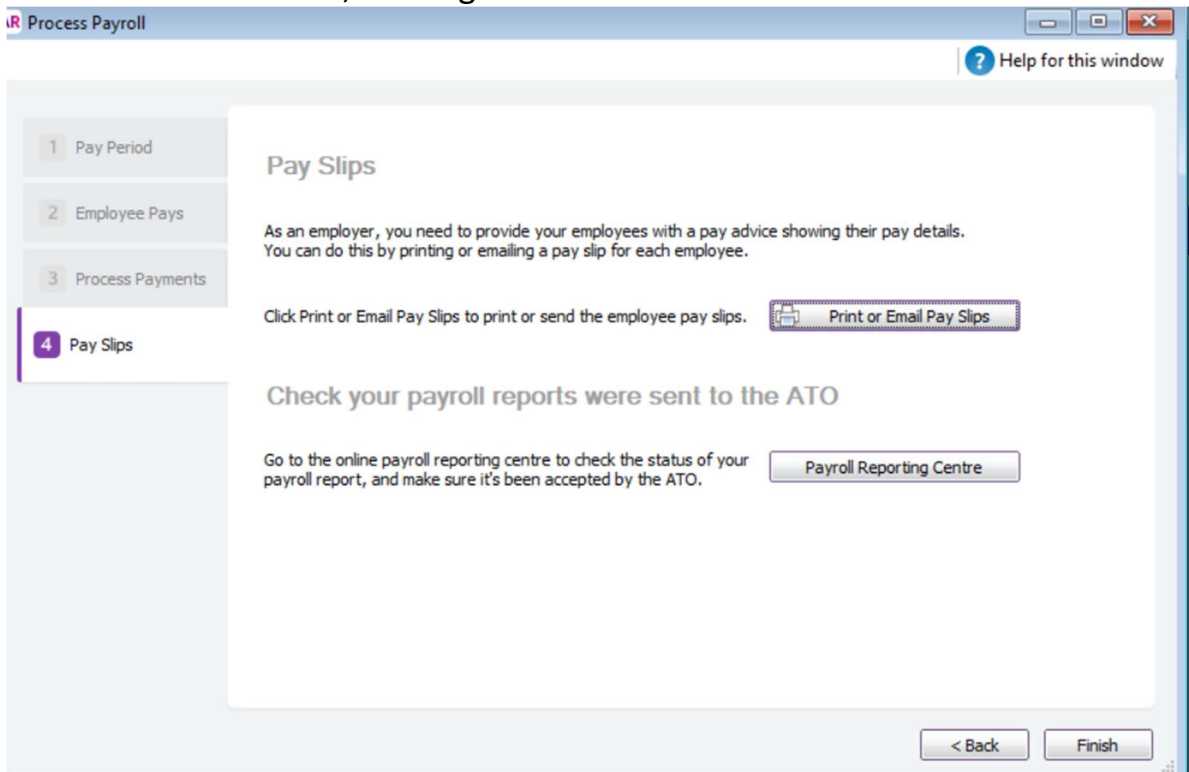 AR Process Payroll
? Help for this window
1 Pay Period
2 Employee Pays
3 Process Payments
4 Pay Slips
Pay Slips
As an employer, you need to provide your employees with a pay advice showing their pay details.
You can do this by printing or emailing a pay slip for each employee.
Click Print or Email Pay Slips to print or send the employee pay slips.
Print or Email Pay Slips
Check your payroll reports were sent to the ATO
Go to the online payroll reporting centre to check the status of your
payroll report, and make sure it's been accepted by the ATO.
Payroll Reporting Centre
< Back
Finish